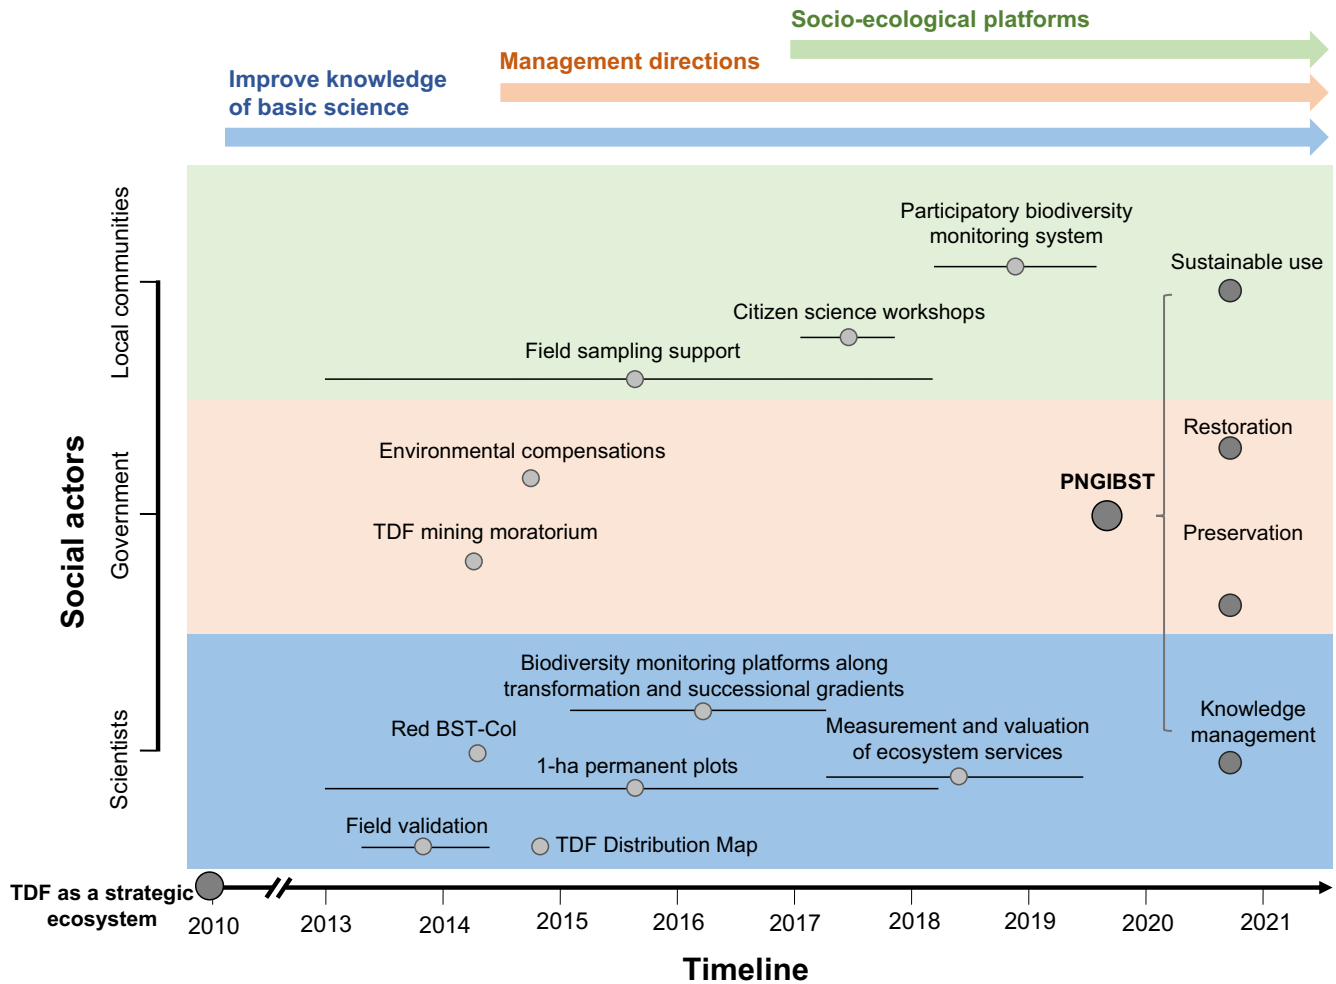 Socio-ecological platforms
Management directions
Improve knowledge
of basic science
Social actors
Local communities
Government
Scientists
Participatory biodiversity
monitoring system
Sustainable use
Citizen science workshops
Field sampling support
Environmental compensations
Restoration
PNGIBST
TDF mining moratorium
Preservation
Biodiversity monitoring platforms along
transformation and successional gradients
Red BST-Col
Measurement and valuation
of ecosystem services
Knowledge
management
1-ha permanent plots
Field validation
TDF Distribution Map
TDF as a strategic
ecosystem
2010 2013 2014 2015 2016 2017 2018 2019 2020 2021
Timeline